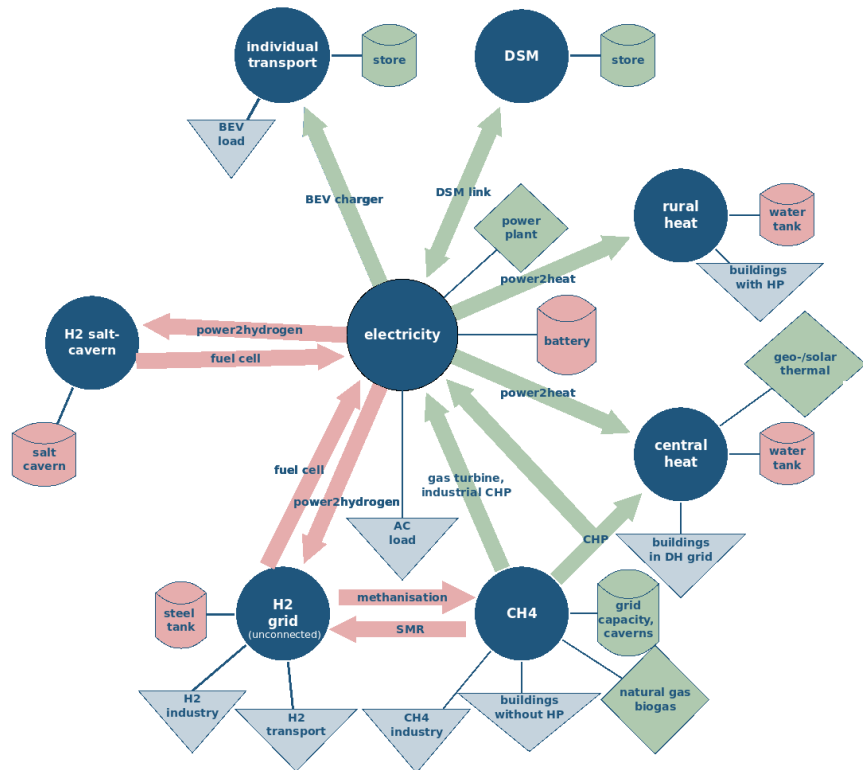 individual
transport
store
DSM
store
BEV
load
BEV charger
DSM link
power
plant
rural
heat
water
tank
buildings
with HP
power2heat
H2 salt-
cavern
power2hydrogen
fuel cell
electricity
battery
geo-/solar
thermal
power2heat
salt
cavern
central
heat
water
tank
fuel cell
power2hydrogen
gas turbine,
industrial CHP
AC
load
CHP
buildings
in DH grid
steel
tank
H2
grid
(unconnected)
methanisation
SMR
CH4
grid
capacity,
caverns
H2
industry
H2
transport
CH4
industry
buildings
without HP
natural gas
biogas